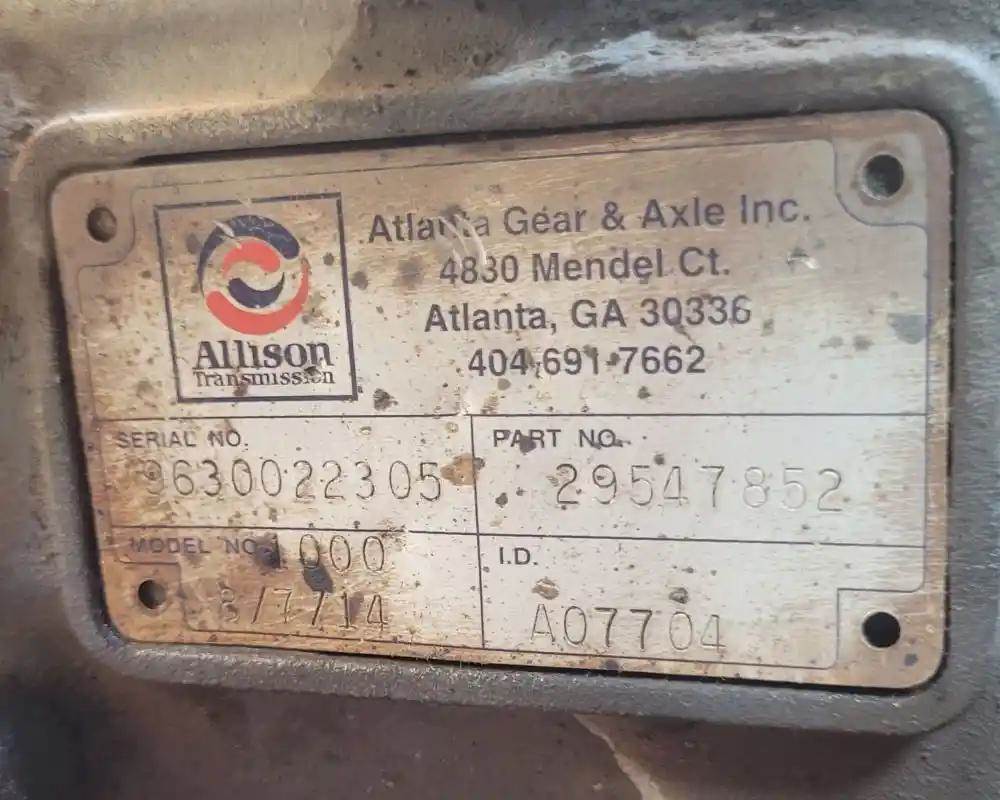 Atlanta Gear & Axle Inc.
4830 Mendel Ct.
Atlanta, GA 30336
404-691-7662
Allison
Transmission
SERIAL NO.
9630022305
PART NO.
29547852
MODEL NO. 1000
8/7/14
I.D.
A07704